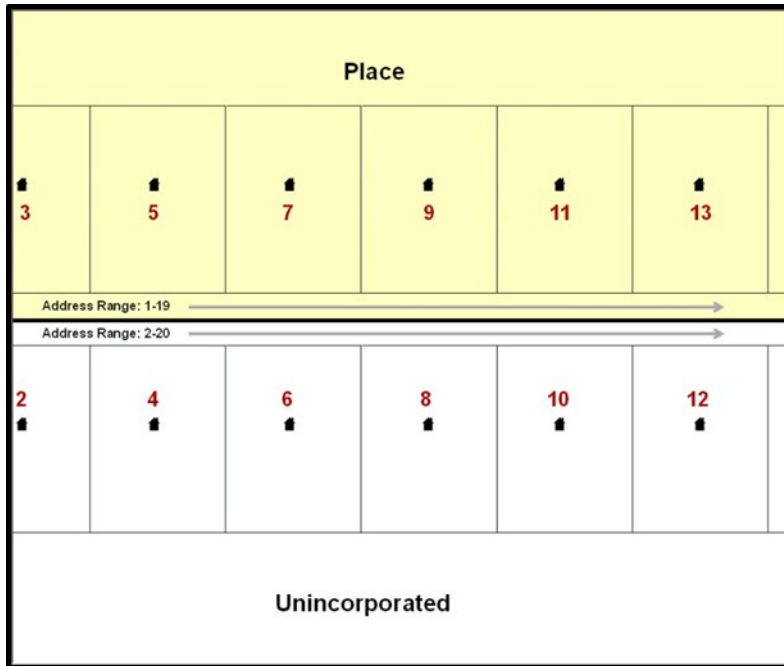 Place
3 5 7 9 11 13
Address Range: 1-19
Address Range: 2-20
2 4 6 8 10 12
Unincorporated